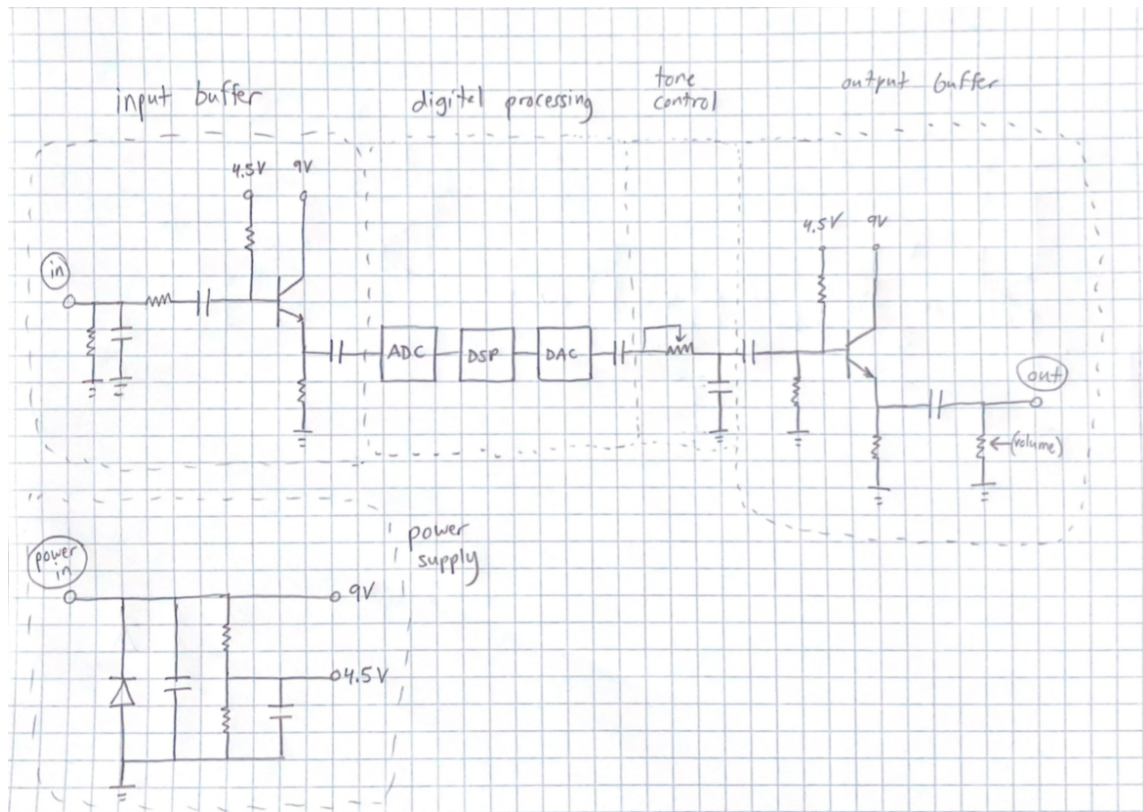 input buffer
digitel processing
tone
control
output buffer
4.5V
9V
in
4.5V
9V
ADC
DSP
DAC
out
(volume)
power
in
power
supply
9V
4.5V